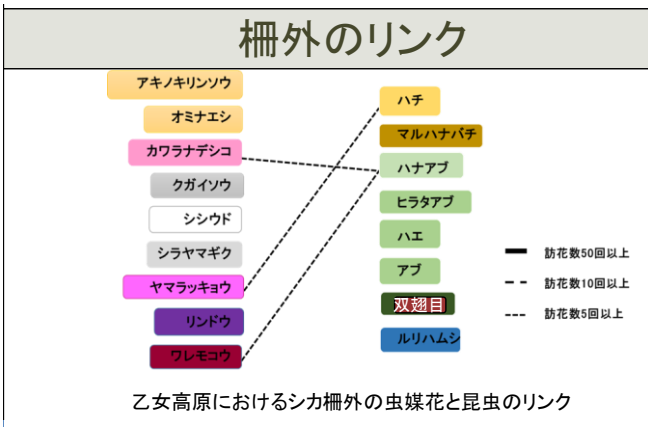 柵外のリンク
アキノキリンソウ
オミナエシ
カワラナデシコ
クガイソウ
シシウド
シラヤマギク
ヤマラッキョウ
リンドウ
ワレモコウ
ハチ
マルハナバチ
ハナアブ
ヒラタアブ
ハエ
アブ
双翅目
ルリハムシ
訪花数50回以上
訪花数10回以上
訪花数5回以上
乙女高原におけるシカ柵外の虫媒花と昆虫のリンク